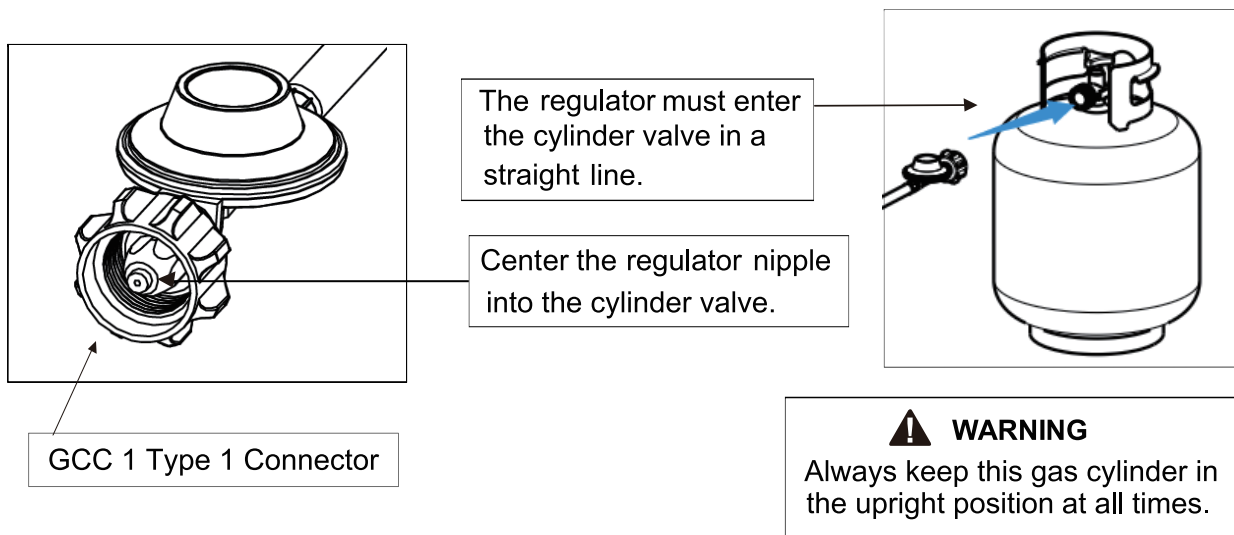 The regulator must enter
the cylinder valve in a
straight line.
Center the regulator nipple
into the cylinder valve.
GCC 1 Type 1 Connector
WARNING
Always keep this gas cylinder in
the upright position at all times.